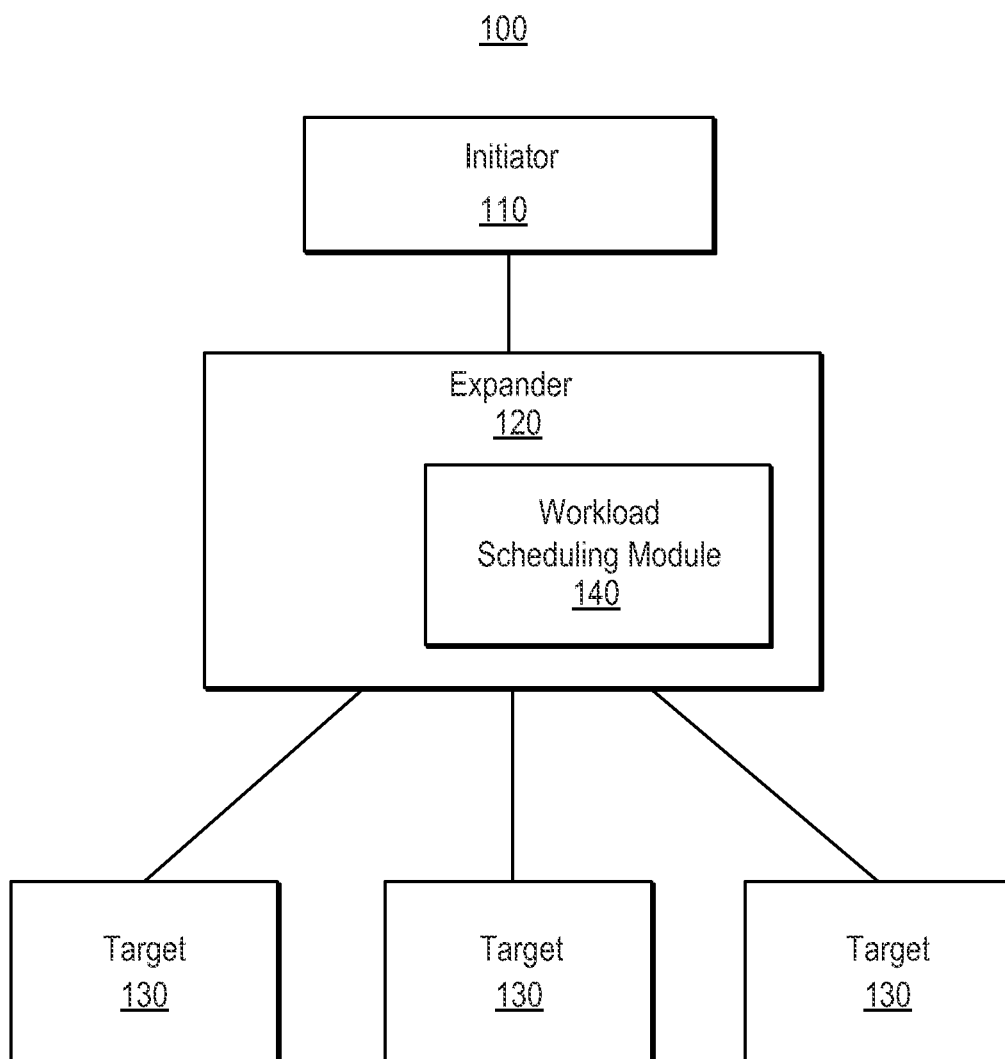 100
Initiator
110
Expander
120
Workload
Scheduling Module
140
Target
130
Target
130
Target
130